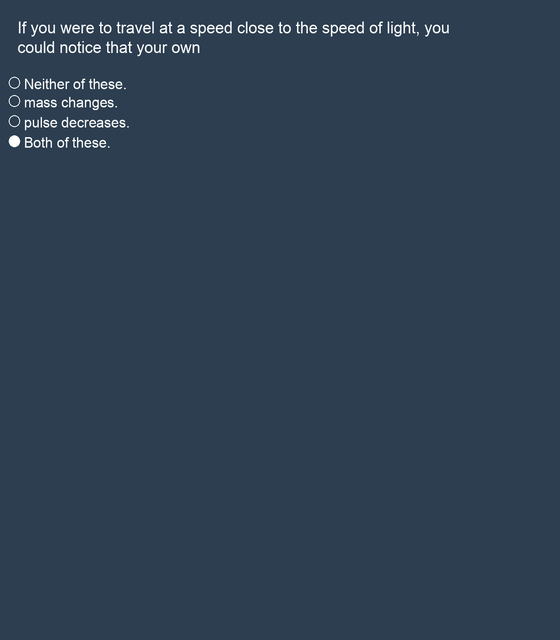 If you were to travel at a speed close to the speed of light, you
could notice that your own
Neither of these.
mass changes.
pulse decreases.
Both of these.